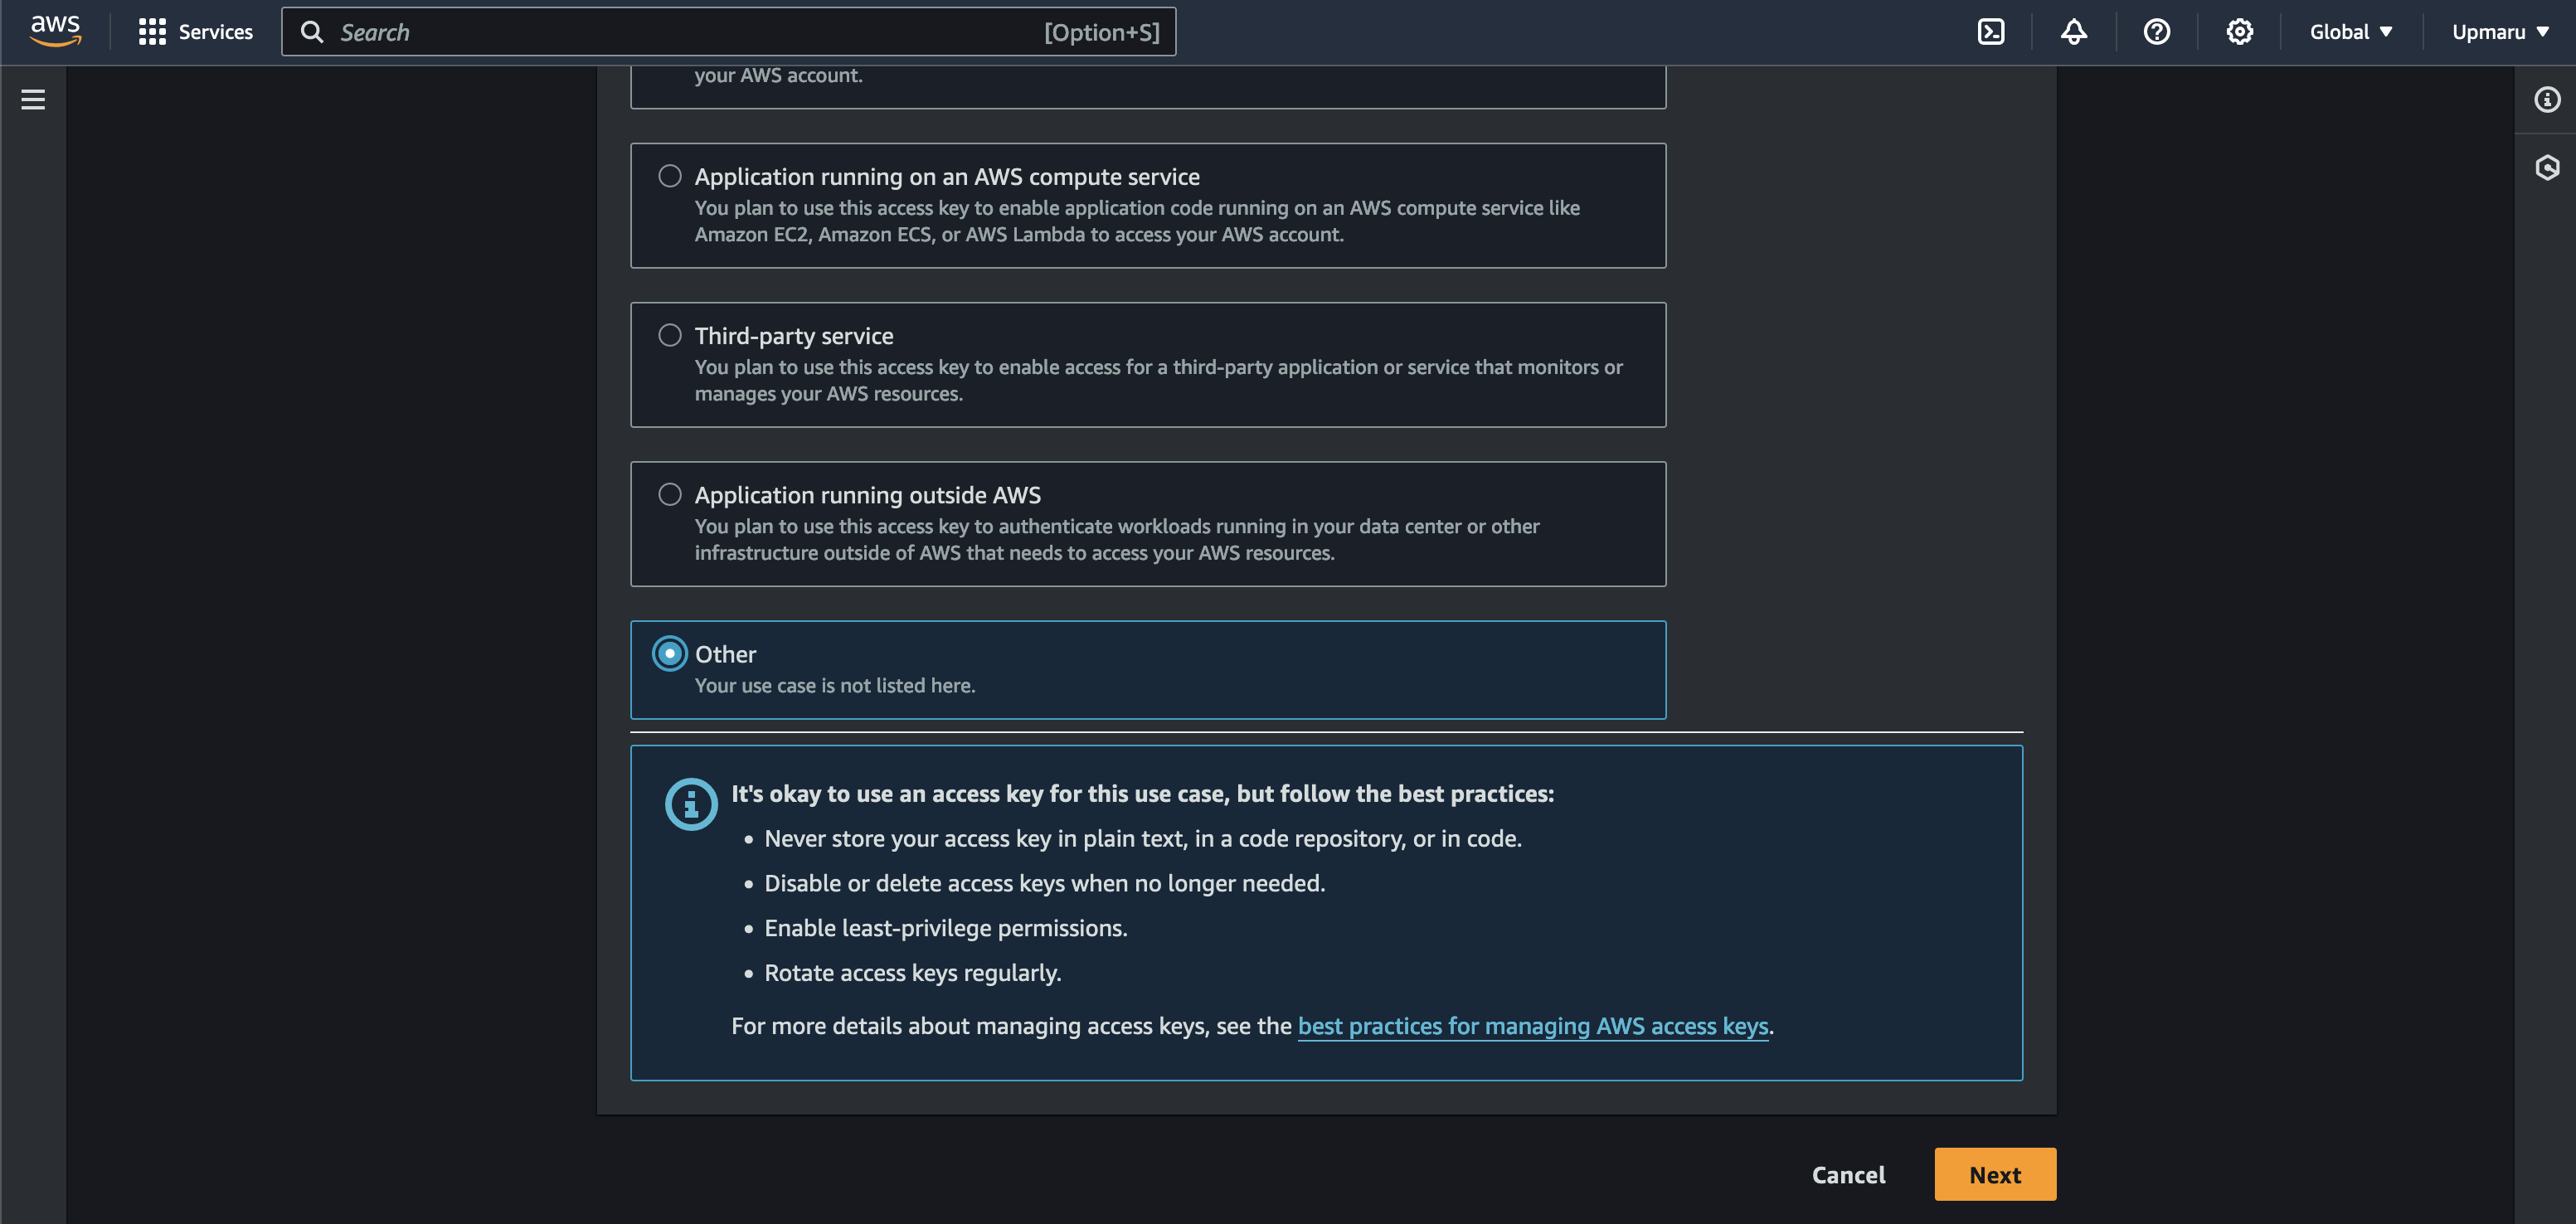 aws
Services
Search
[Option+S]
Global
Upmaru
your AWS account.
Application running on an AWS compute service
You plan to use this access key to enable application code running on an AWS compute service like
Amazon EC2, Amazon ECS, or AWS Lambda to access your AWS account.
Third-party service
You plan to use this access key to enable access for a third-party application or service that monitors or
manages your AWS resources.
Application running outside AWS
You plan to use this access key to authenticate workloads running in your data center or other
infrastructure outside of AWS that needs to access your AWS resources.
Other
Your use case is not listed here.
It's okay to use an access key for this use case, but follow the best practices:
• Never store your access key in plain text, in a code repository, or in code.
• Disable or delete access keys when no longer needed.
• Enable least-privilege permissions.
• Rotate access keys regularly.
For more details about managing access keys, see the best practices for managing AWS access keys.
Cancel
Next